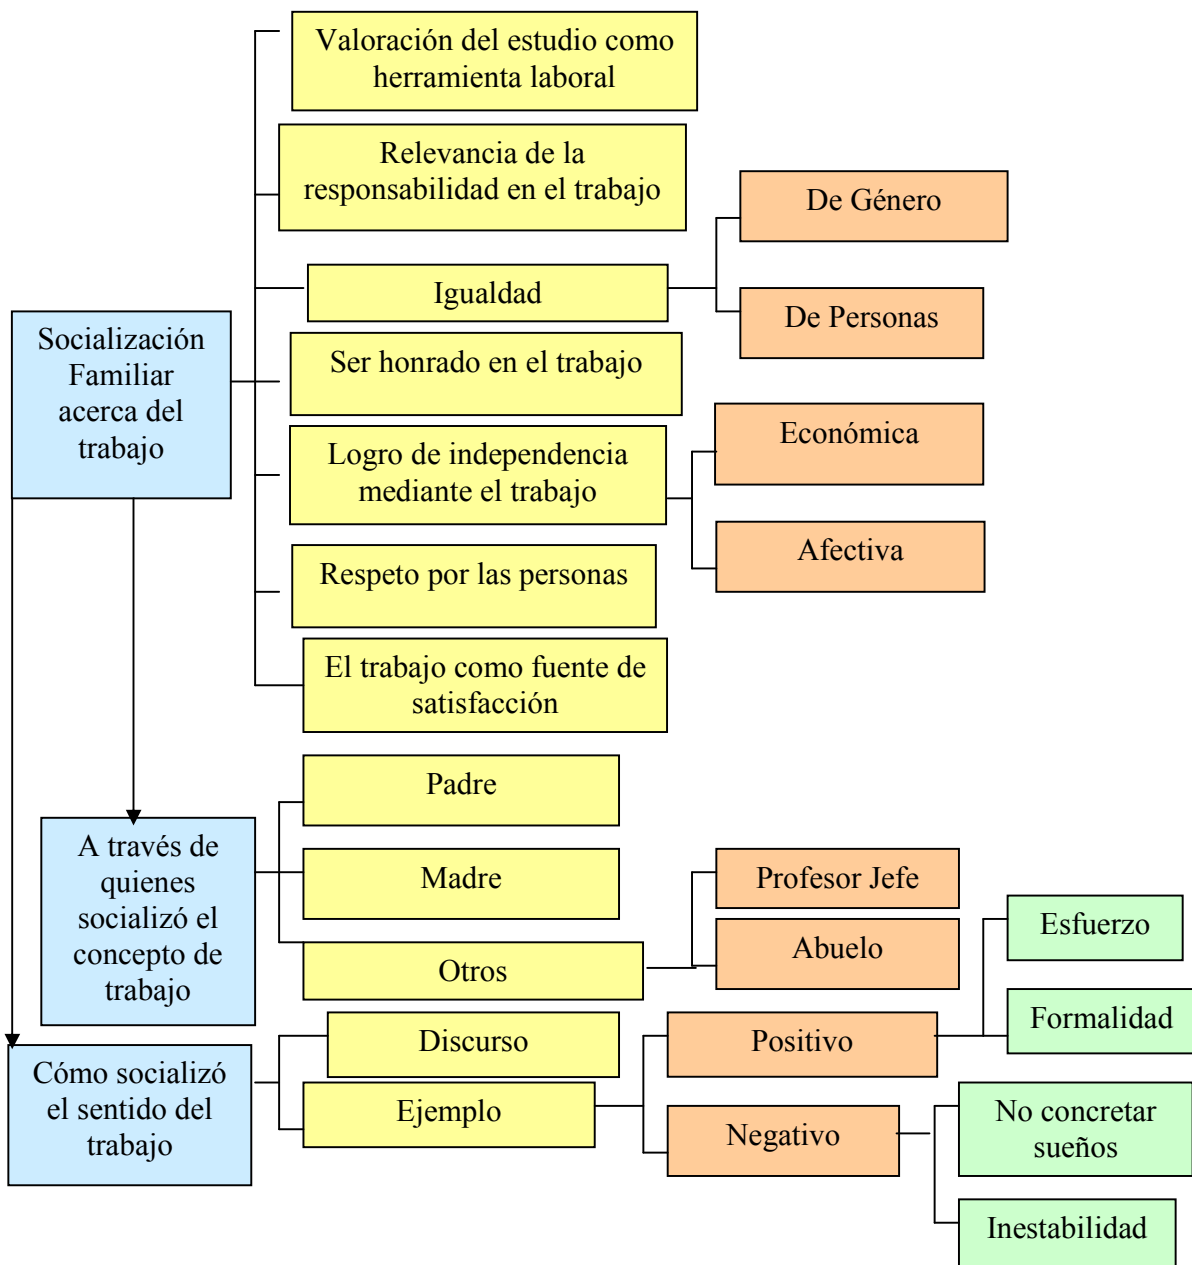 Valoración del estudio como
herramienta laboral
Relevancia de la
responsabilidad en el trabajo
De Género
Igualdad
De Personas
Socialización
Familiar
acerca del
trabajo
Ser honrado en el trabajo
Logro de independencia
mediante el trabajo
Económica
Afectiva
Respeto por las personas
El trabajo como fuente de
satisfacción
Padre
A través de
quienes
socializó el
concepto de
trabajo
Madre
Otros
Profesor Jefe
Abuelo
Cómo socializó
el sentido del
trabajo
Discurso
Ejemplo
Positivo
Esfuerzo
Formalidad
Negativo
No concretar
sueños
Inestabilidad